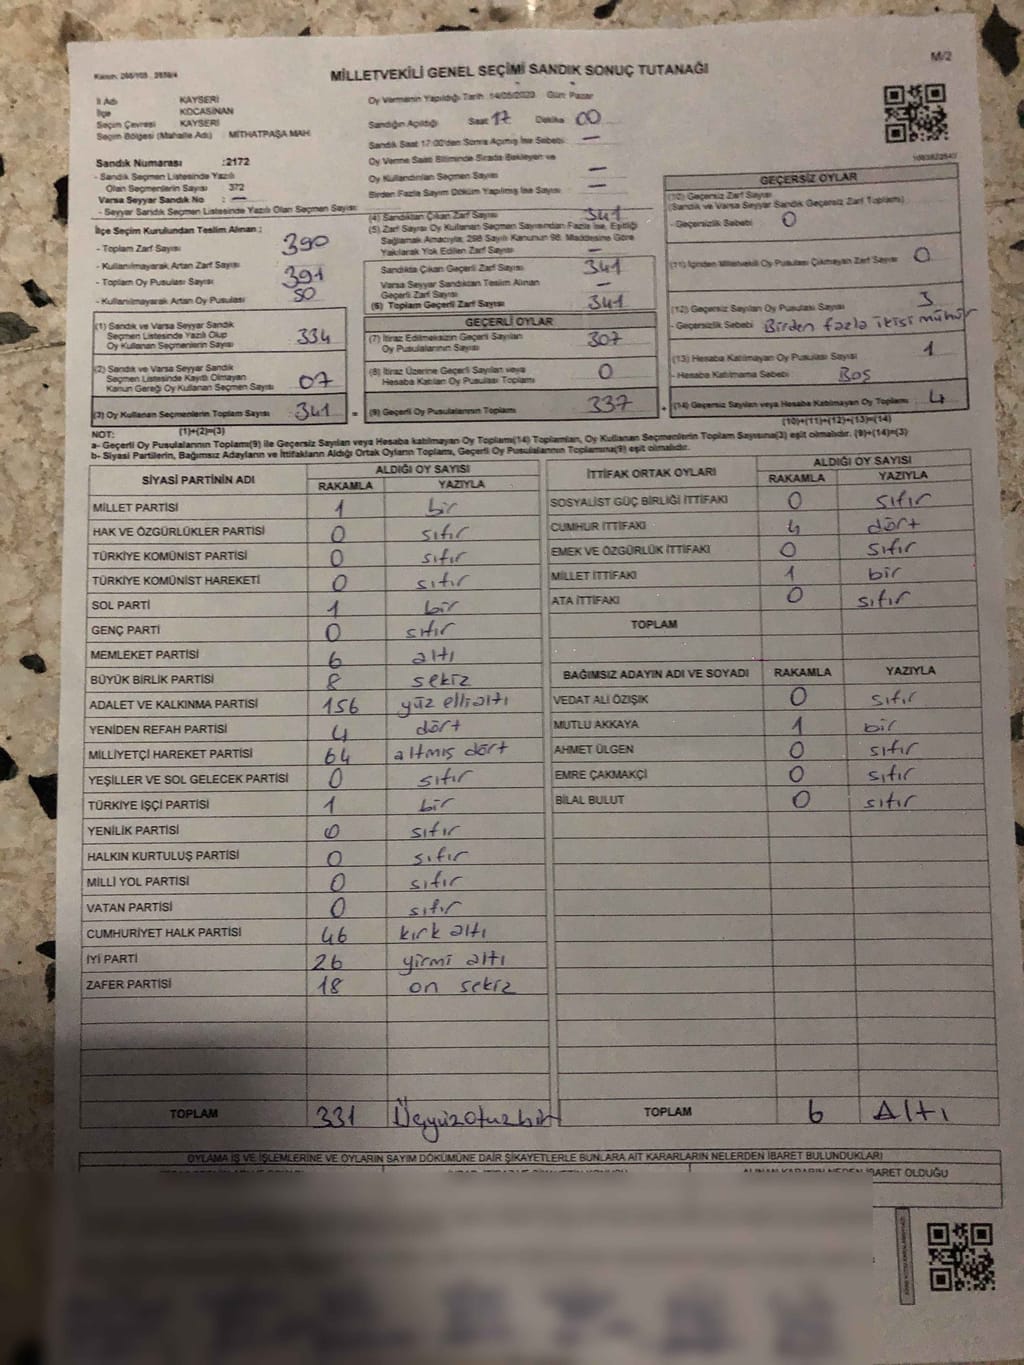 Kanun: 298/105 , 2839/4
M/2
MİLLETVEKİLİ GENEL SEÇİMİ SANDIK SONUÇ TUTANAĞI
İl Adı KAYSERİ
İlçe KOCASİNAN
Seçim Çevresi KAYSERİ
Seçim Bölgesi (Mahalle Adı) MİTHATPAŞA MAH.
Sandık Numarası :2172
- Sandık Seçmen Listesinde Yazılı
Olan Seçmenlerin Sayısı 372
Varsa Seyyar Sandık No : —
- Seyyar Sandık Seçmen Listesinde Yazılı Olan Seçmen Sayısı:
Oy Vermenin Yapıldığı Tarih :14/05/2023 Gün: Pazar
Sandığın Açıldığı Saat 17 Dakika 00
Sandık Saat 17:00'den Sonra Açılmış İse Sebebi: —
Oy Verme Saati Bitiminde Sırada Bekleyen ve
Oy Kullandırılan Seçmen Sayısı —
Birden Fazla Sayım Döküm Yapılmış İse Sayısı —
İlçe Seçim Kurulundan Teslim Alınan ;
- Toplam Zarf Sayısı 390
- Kullanılmayarak Artan Zarf Sayısı
- Toplam Oy Pusulası Sayısı 391
- Kullanılmayarak Artan Oy Pusulası 50
(1) Sandık ve Varsa Seyyar Sandık
Seçmen Listesinde Yazılı Olup
Oy Kullanan Seçmenlerin Sayısı 334
(2) Sandık ve Varsa Seyyar Sandık
Seçmen Listesinde Kayıtlı Olmayan
Kanun Gereği Oy Kullanan Seçmen Sayısı 07
(3) Oy Kullanan Seçmenlerin Toplam Sayısı 341 =
(1)+(2)=(3)
(4) Sandıktan Çıkan Zarf Sayısı 341
(5) Zarf Sayısı Oy Kullanan Seçmen Sayısından Fazla İse, Eşitliği
Sağlamak Amacıyla, 298 Sayılı Kanunun 98. Maddesine Göre
Yakılarak Yok Edilen Zarf Sayısı —
Sandıkta Çıkan Geçerli Zarf Sayısı 341
Varsa Seyyar Sandıktan Teslim Alınan
Geçerli Zarf Sayısı —
(6) Toplam Geçerli Zarf Sayısı 341
GEÇERLİ OYLAR
(7) İtiraz Edilmeksizin Geçerli Sayılan
Oy Pusulalarının Sayısı 307
(8) İtiraz Üzerine Geçerli Sayılan veya
Hesaba Katılan Oy Pusulası Toplamı 0
(9) Geçerli Oy Pusulalarının Toplamı 337 +
GEÇERSİZ OYLAR
(10) Geçersiz Zarf Sayısı
(Sandık ve Varsa Seyyar Sandık Geçersiz Zarf Toplamı)
- Geçersizlik Sebebi 0
(11) İçinden Milletvekili Oy Pusulası Çıkmayan Zarf Sayısı 0
(12) Geçersiz Sayılan Oy Pusulası Sayısı 3
- Geçersizlik Sebebi Birden fazla ikisi mühür
(13) Hesaba Katılmayan Oy Pusulası Sayısı 1
- Hesaba Katılmama Sebebi Boş
(14) Geçersiz Sayılan veya Hesaba Katılmayan Oy Toplamı 4
(10)+(11)+(12)+(13)=(14)
NOT:
a- Geçerli Oy Pusulalarının Toplamı(9) ile Geçersiz Sayılan veya Hesaba katılmayan Oy Toplamı(14) Toplamları, Oy Kullanan Seçmenlerin Toplam Sayısına(3) eşit olmalıdır. (9)+(14)=(3)
b- Siyasi Partilerin, Bağımsız Adayların ve İttifakların Aldığı Ortak Oyların Toplamı, Geçerli Oy Pusulalarının Toplamına(9) eşit olmalıdır.
SİYASİ PARTİNİN ADI ALDIĞI OY SAYISI
RAKAMLA YAZIYLA
MİLLET PARTİSİ 1 bir
HAK VE ÖZGÜRLÜKLER PARTİSİ 0 sıfır
TÜRKİYE KOMÜNİST PARTİSİ 0 sıfır
TÜRKİYE KOMÜNİST HAREKETİ 0 sıfır
SOL PARTİ 1 bir
GENÇ PARTİ 0 sıfır
MEMLEKET PARTİSİ 6 altı
BÜYÜK BİRLİK PARTİSİ 8 sekiz
ADALET VE KALKINMA PARTİSİ 156 yüz elli altı
YENİDEN REFAH PARTİSİ 4 dört
MİLLİYETÇİ HAREKET PARTİSİ 64 altmış dört
YEŞİLLER VE SOL GELECEK PARTİSİ 0 sıfır
TÜRKİYE İŞÇİ PARTİSİ 1 bir
YENİLİK PARTİSİ 0 sıfır
HALKIN KURTULUŞ PARTİSİ 0 sıfır
MİLLİ YOL PARTİSİ 0 sıfır
VATAN PARTİSİ 0 sıfır
CUMHURİYET HALK PARTİSİ 46 kırk altı
İYİ PARTİ 26 yirmi altı
ZAFER PARTİSİ 18 on sekiz
TOPLAM 331 Üçyüzotuzbir
İTTİFAK ORTAK OYLARI ALDIĞI OY SAYISI
RAKAMLA YAZIYLA
SOSYALİST GÜÇ BİRLİĞİ İTTİFAKI 0 sıfır
CUMHUR İTTİFAKI 4 dört
EMEK VE ÖZGÜRLÜK İTTİFAKI 0 sıfır
MİLLET İTTİFAKI 1 bir
ATA İTTİFAKI 0 sıfır
TOPLAM
BAĞIMSIZ ADAYIN ADI VE SOYADI RAKAMLA YAZIYLA
VEDAT ALİ ÖZIŞIK 0 sıfır
MUTLU AKKAYA 1 bir
AHMET ÜLGEN 0 sıfır
EMRE ÇAKMAKÇİ 0 sıfır
BİLAL BULUT 0 sıfır
TOPLAM 6 Altı
OYLAMA İŞ VE İŞLEMLERİNE VE OYLARIN SAYIM DÖKÜMÜNE DAİR ŞİKAYETLERLE BUNLARA AİT KARARLARIN NELERDEN İBARET BULUNDUKLARI
ALINAN KARARIN NEDEN İBARET OLDUĞU